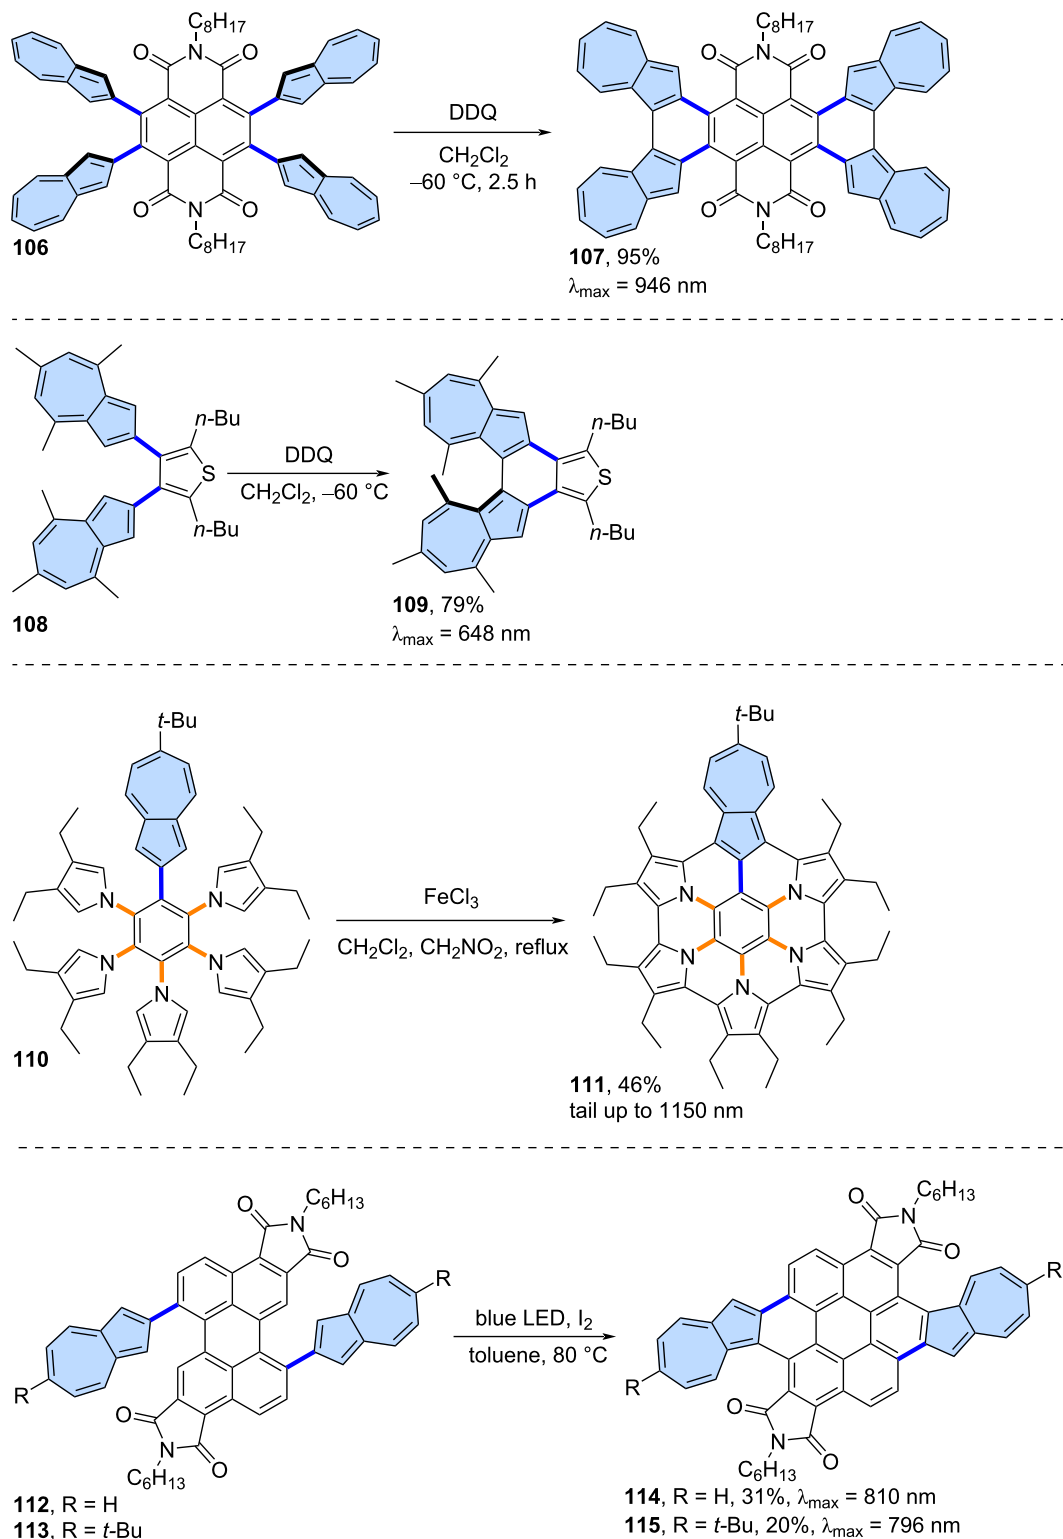 C8H17
C8H17
O N O
O N O
DDQ
CH2Cl2
–60 °C, 2.5 h
O N O
O N O
106
C8H17
C8H17
107, 95%
λmax = 946 nm
n-Bu
n-Bu
DDQ
S
S
CH2Cl2, –60 °C
n-Bu
n-Bu
108
109, 79%
λmax = 648 nm
t-Bu
t-Bu
N N
N N
FeCl3
CH2Cl2, CH2NO2, reflux
N N
N N
N
N
110
111, 46%
tail up to 1150 nm
C6H13
C6H13
O N
O N
O
O
R
R
blue LED, I2
toluene, 80 °C
R
R
O
O
N O
N O
C6H13
C6H13
112, R = H
113, R = t-Bu
114, R = H, 31%, λmax = 810 nm
115, R = t-Bu, 20%, λmax = 796 nm